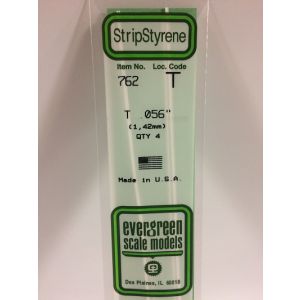 StripStyrene
Item No. Loc. Code
762 T
T .056"
(1,42mm)
QTY 4
Made in U.S.A.
evergreen
scale models
Des Plaines, IL 60018